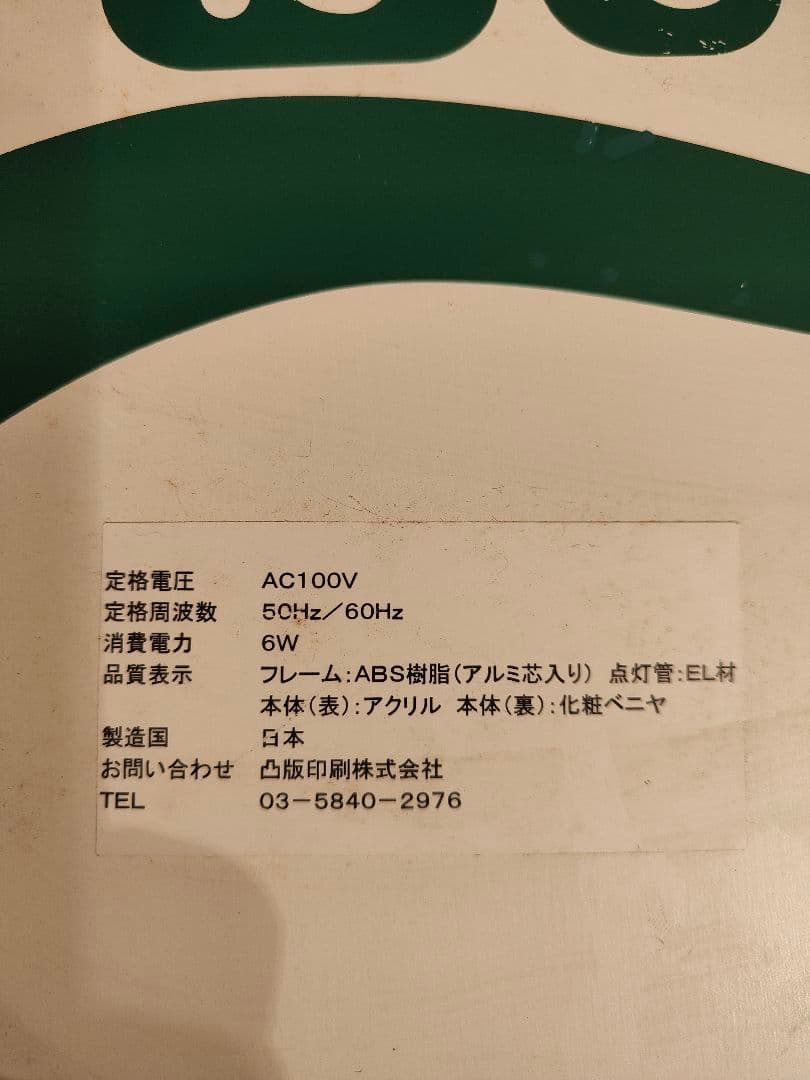 定格電圧 AC100V
定格周波数 50Hz／60Hz
消費電力 6W
品質表示 フレーム：ABS樹脂（アルミ芯入り） 点灯管：EL材
本体（表）：アクリル 本体（裏）：化粧ベニヤ
製造国 日本
お問い合わせ 凸版印刷株式会社
TEL 03－5840－2976